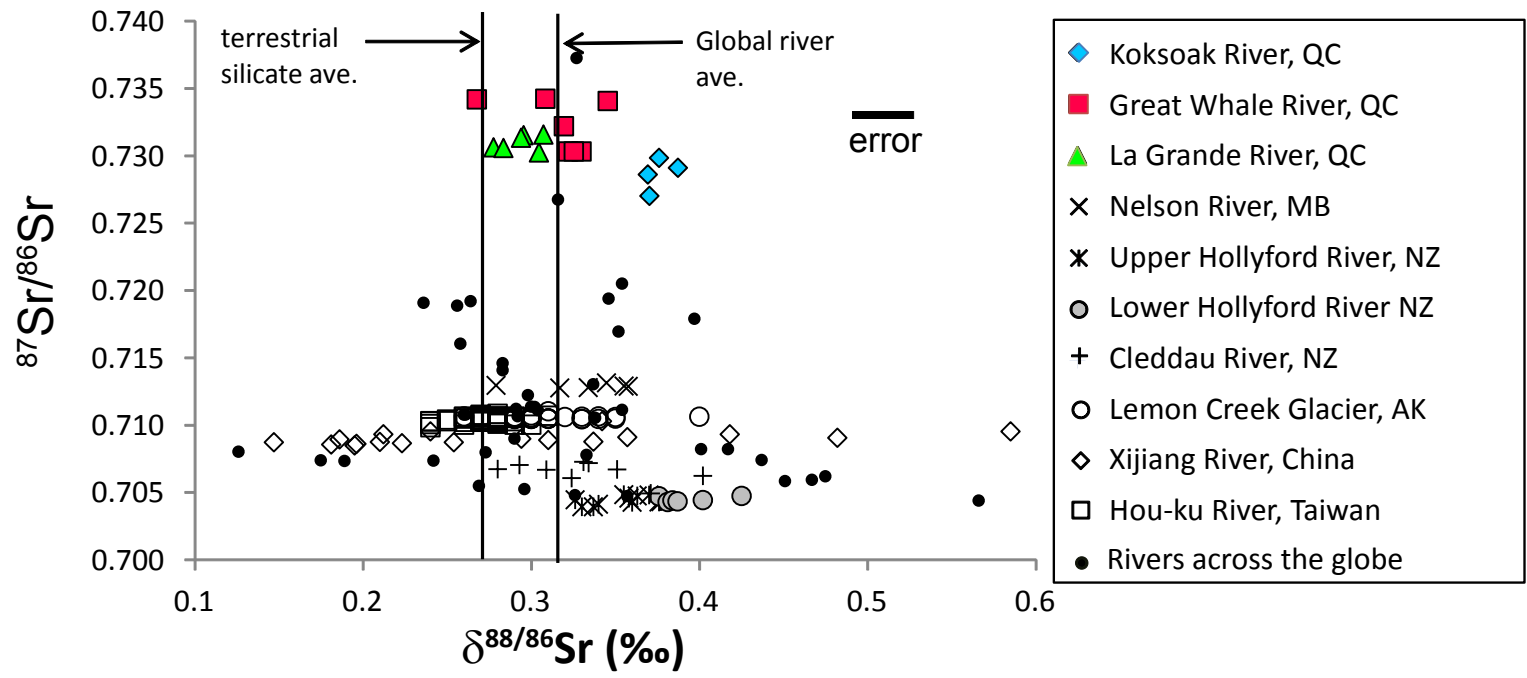 terrestrial
silicate ave.
Global river
ave.
error
0.740
0.735
0.730
0.725
0.720
0.715
0.710
0.705
0.700
⁸⁷Sr/⁸⁶Sr
0.1 0.2 0.3 0.4 0.5 0.6
δ⁸⁸/⁸⁶Sr (‰)
Koksoak River, QC
Great Whale River, QC
La Grande River, QC
Nelson River, MB
Upper Hollyford River, NZ
Lower Hollyford River NZ
Cleddau River, NZ
Lemon Creek Glacier, AK
Xijiang River, China
Hou-ku River, Taiwan
Rivers across the globe